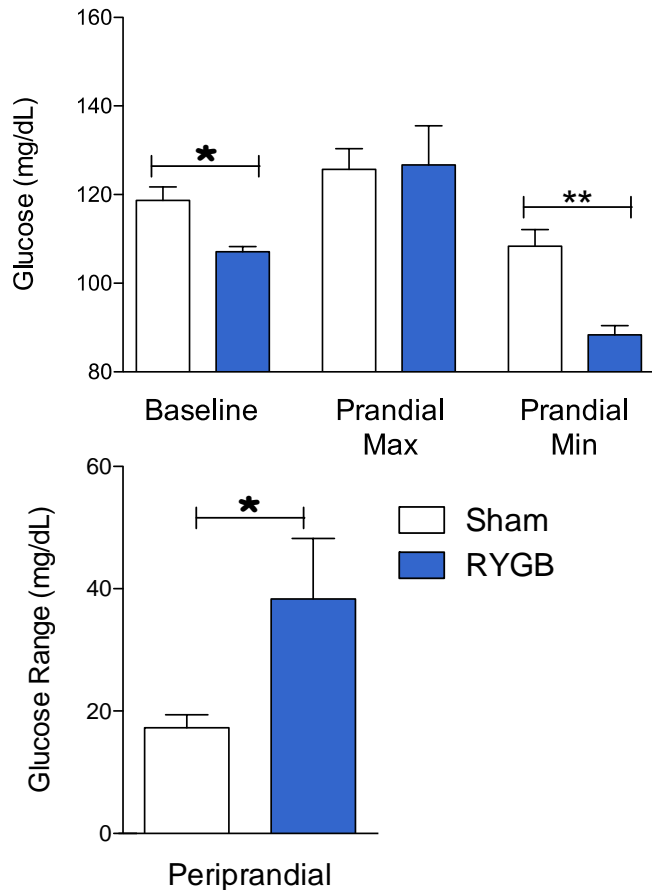 Glucose (mg/dL)
160
140
120
100
80
*
**
Baseline
Prandial
Max
Prandial
Min
Glucose Range (mg/dL)
60
40
20
0
*
Sham
RYGB
Periprandial